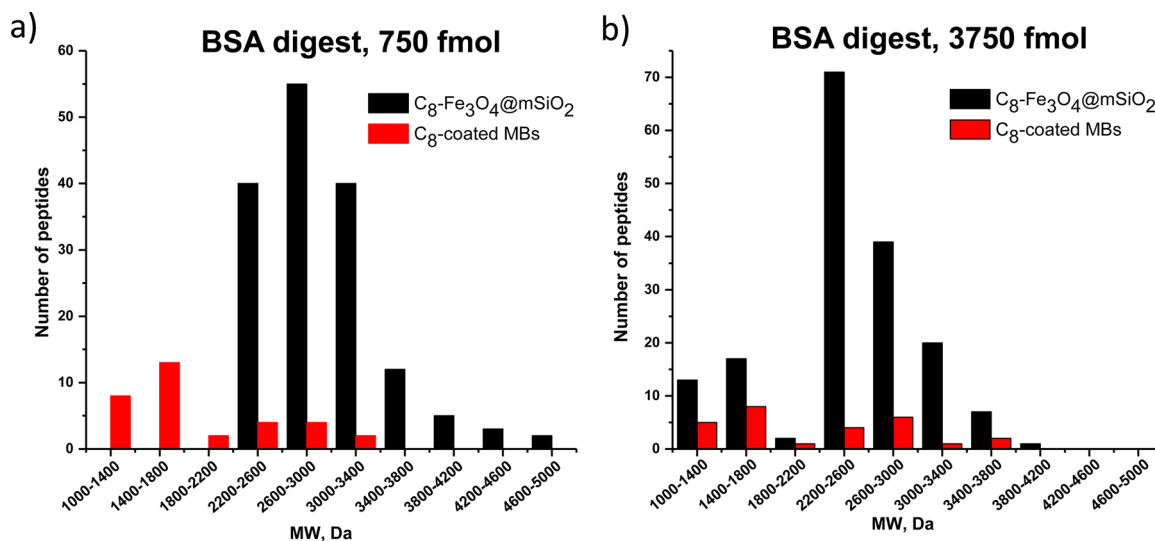 a)
BSA digest, 750 fmol
C8-Fe3O4@mSiO2
C8-coated MBs
Number of peptides
60
50
40
30
20
10
0
1000-1400
1400-1800
1800-2200
2200-2600
2600-3000
3000-3400
3400-3800
3800-4200
4200-4600
4600-5000
MW, Da
b)
BSA digest, 3750 fmol
C8-Fe3O4@mSiO2
C8-coated MBs
Number of peptides
70
60
50
40
30
20
10
0
1000-1400
1400-1800
1800-2200
2200-2600
2600-3000
3000-3400
3400-3800
3800-4200
4200-4600
4600-5000
MW, Da